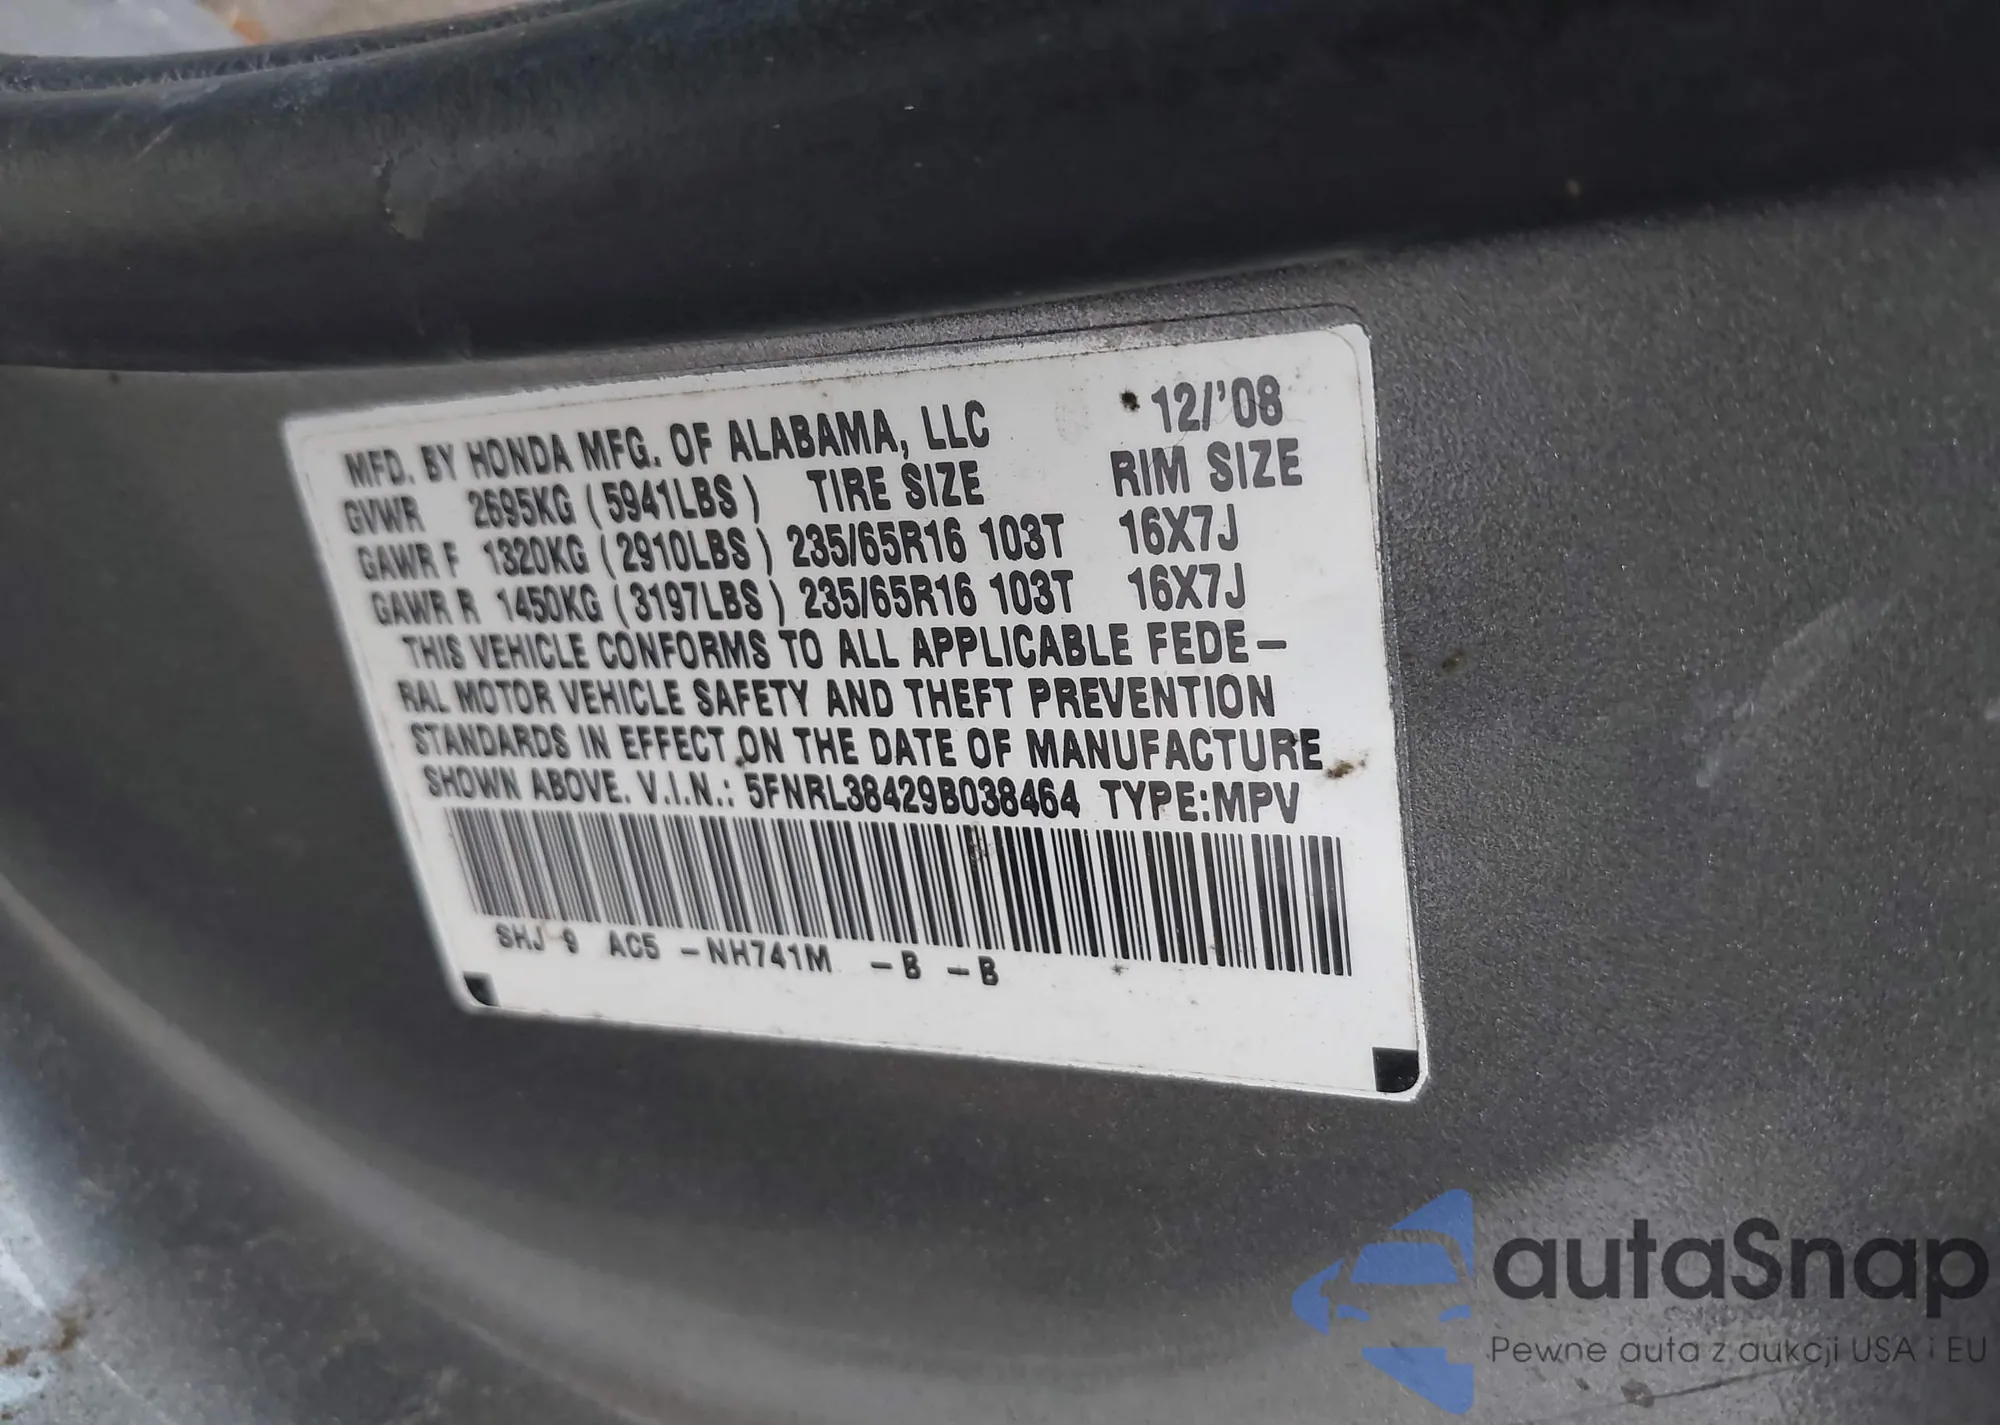 MFD. BY HONDA MFG. OF ALABAMA, LLC 12/'08
GVWR 2695KG (5941LBS) TIRE SIZE RIM SIZE
GAWR F 1320KG (2910LBS) 235/65R16 103T 16X7J
GAWR R 1450KG (3197LBS) 235/65R16 103T 16X7J
THIS VEHICLE CONFORMS TO ALL APPLICABLE FEDE-
RAL MOTOR VEHICLE SAFETY AND THEFT PREVENTION
STANDARDS IN EFFECT ON THE DATE OF MANUFACTURE
SHOWN ABOVE. V.I.N.: 5FNRL38429B038464 TYPE:MPV
SHJ 9 AC5 -NH741M -B -B
autaSnap
Pewne auta z aukcji USA i EU